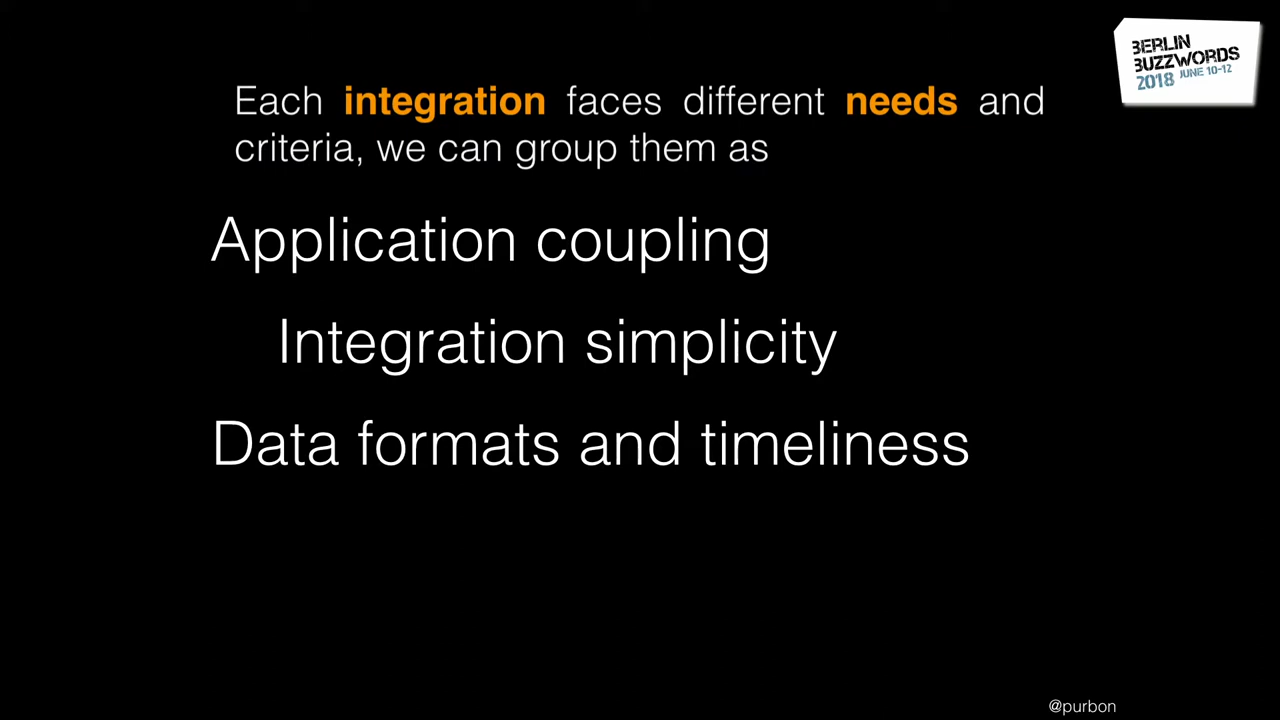 BERLIN
BUZZWORDS
2018 JUNE 10-12
Each integration faces different needs and
criteria, we can group them as
Application coupling
Integration simplicity
Data formats and timeliness
@purbon